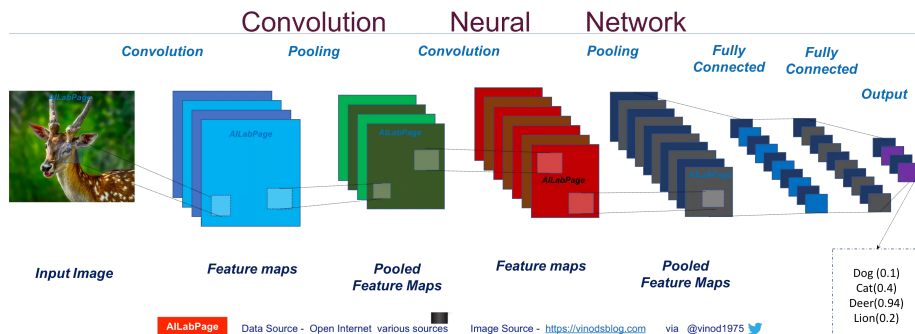 Convolution Neural Network
Convolution Pooling Convolution Pooling Fully Connected Fully Connected Output
AILabPage
AILabPage
AILabPage
AILabPage
AILabPage
Input Image
Feature maps
Pooled Feature Maps
Feature maps
Pooled Feature Maps
Dog (0.1)
Cat(0.4)
Deer(0.94)
Lion(0.2)
AILabPage Data Source - Open Internet various sources Image Source - https://vinodsblog.com via @vinod1975